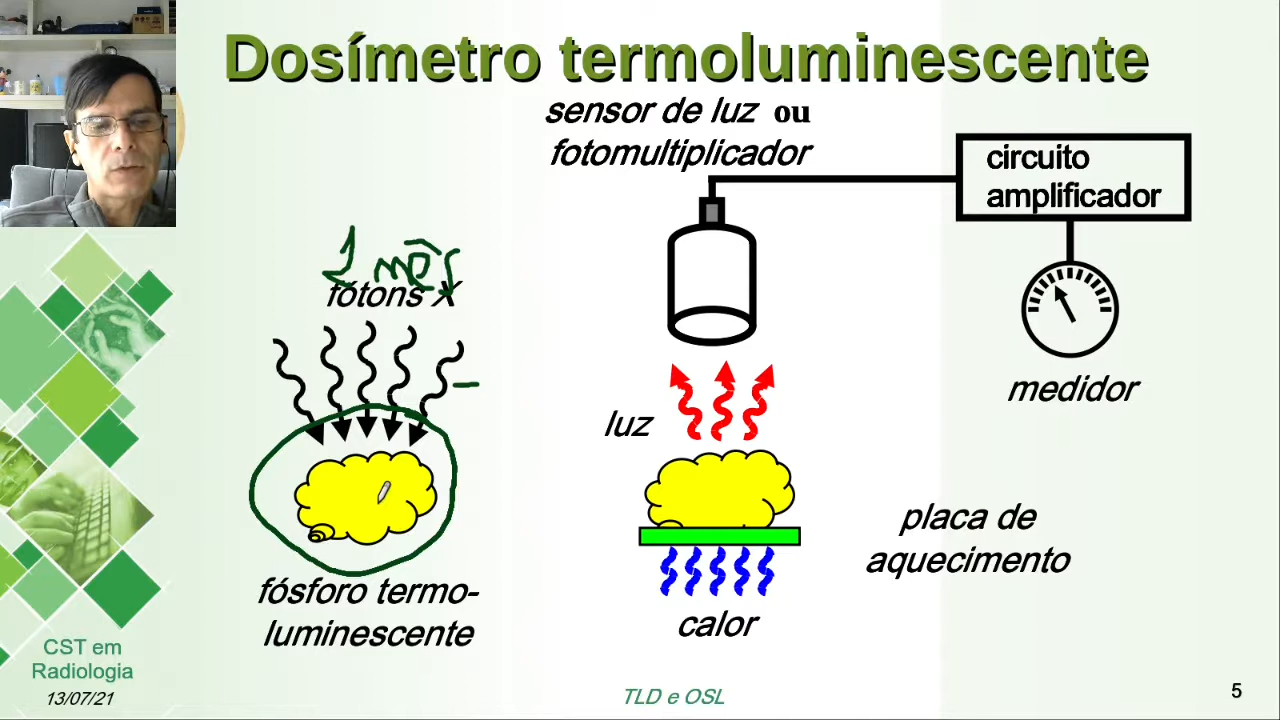 Dosímetro termoluminescente
sensor de luz ou
fotomultiplicador
circuito
amplificador
1 mês
fótons X
medidor
luz
placa de
aquecimento
fósforo termo-
luminescente
calor
CST em
Radiologia
13/07/21
TLD e OSL
5